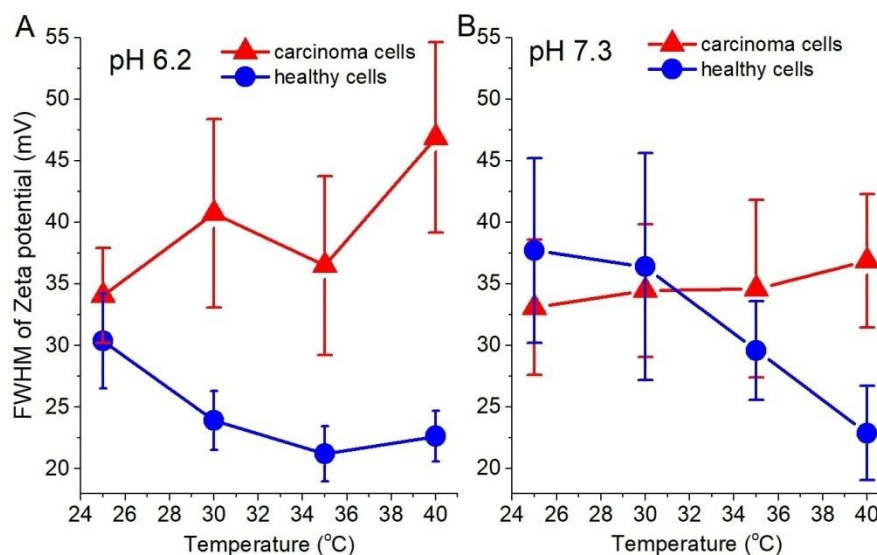 A
pH 6.2
carcinoma cells
healthy cells
FWHM of Zeta potential (mV)
55
50
45
40
35
30
25
20
24 26 28 30 32 34 36 38 40
Temperature (°C)
B
pH 7.3
carcinoma cells
healthy cells
55
50
45
40
35
30
25
20
24 26 28 30 32 34 36 38 40
Temperature (°C)